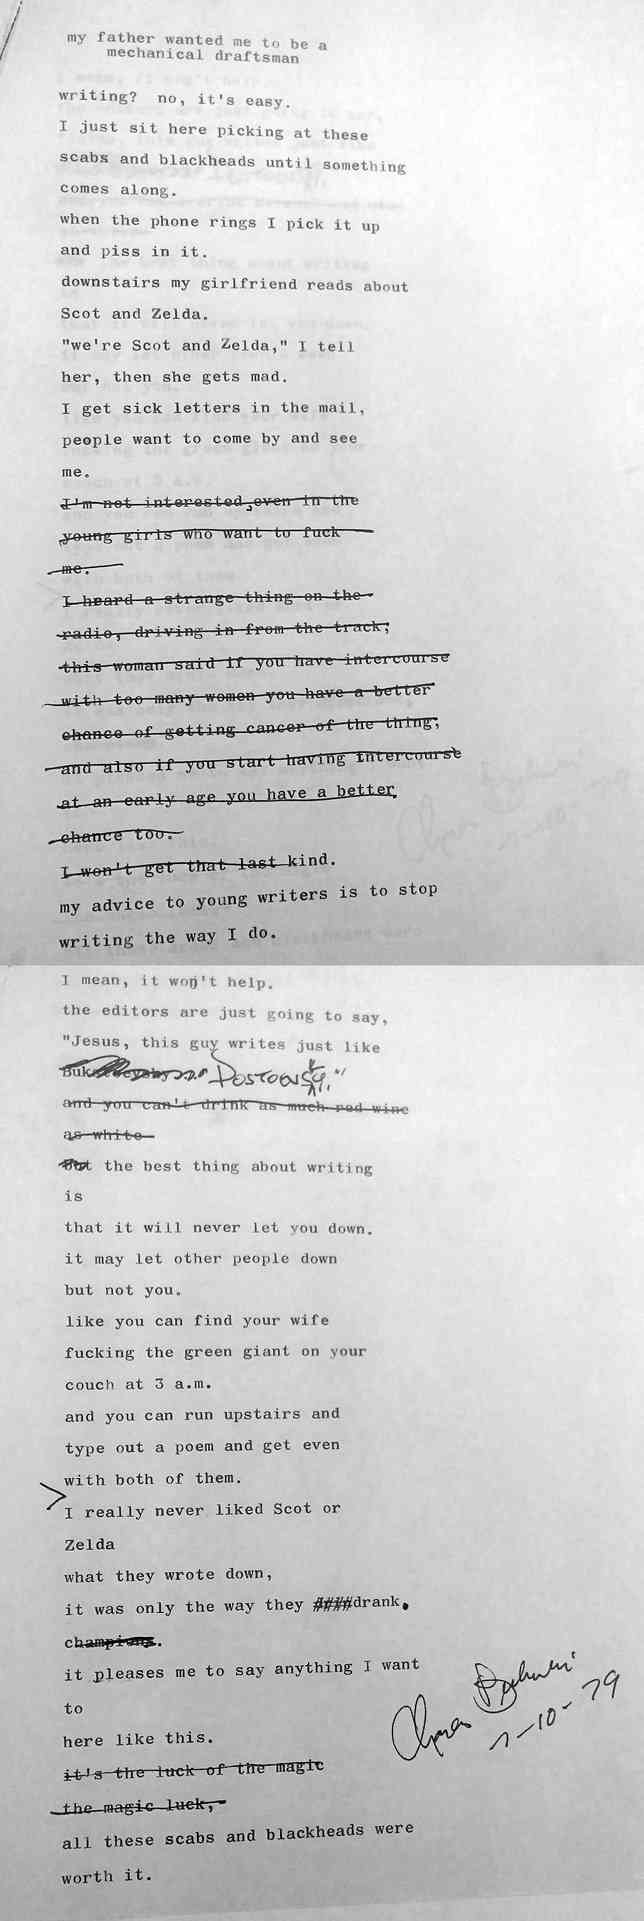 my father wanted me to be a
mechanical draftsman
writing? no, it's easy.
I just sit here picking at these
scabs and blackheads until something
comes along.
when the phone rings I pick it up
and piss in it.
downstairs my girlfriend reads about
Scot and Zelda.
"we're Scot and Zelda," I tell
her, then she gets mad.
I get sick letters in the mail,
people want to come by and see
me.
I'm not interested,even in the
young girls who want to fuck
me.
I heard a strange thing on the
radio, driving in from the track;
this woman said if you have intercourse
with too many women you have a better
chance of getting cancer of the thing;
and also if you start having intercourse
at an early age you have a better
chance too.
I won't get that last kind.
my advice to young writers is to stop
writing the way I do.
I mean, it won't help.
the editors are just going to say,
"Jesus, this guy writes just like
DOSTOEVSKY."
and you can't drink as much red wine
as white
But the best thing about writing
is
that it will never let you down.
it may let other people down
but not you.
like you can find your wife
fucking the green giant on your
couch at 3 a.m.
and you can run upstairs and
type out a poem and get even
with both of them.
I really never liked Scot or
Zelda
what they wrote down,
it was only the way they ####drank.
champions.
it pleases me to say anything I want
to
here like this.
it's the luck of the magic
the magic luck,
all these scabs and blackheads were
worth it.
Charles Bukowski
7-10-79